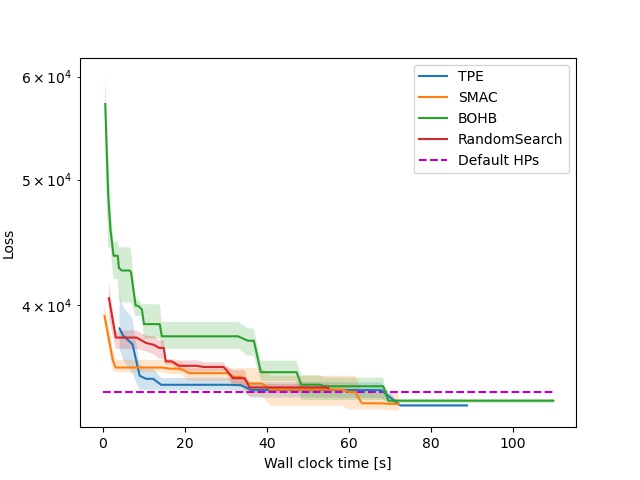 6 × 10⁴
5 × 10⁴
4 × 10⁴
Loss
TPE
SMAC
BOHB
RandomSearch
Default HPs
0 20 40 60 80 100
Wall clock time [s]